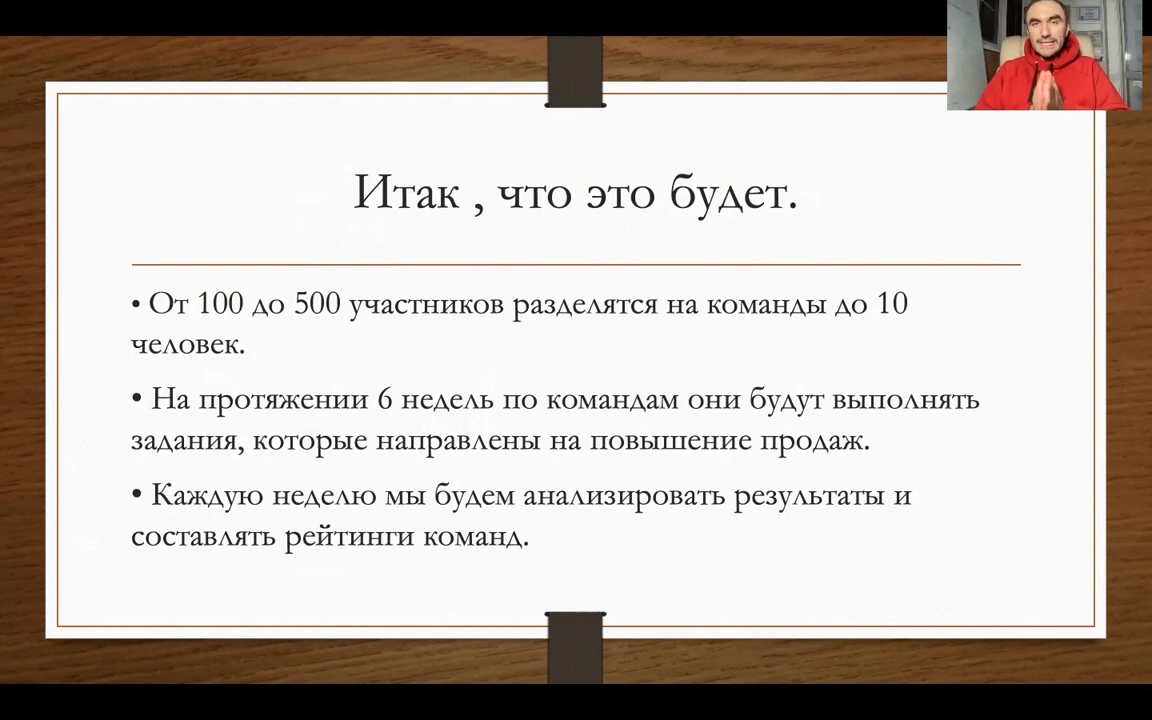 Итак , что это будет.
• От 100 до 500 участников разделятся на команды до 10
человек.
• На протяжении 6 недель по командам они будут выполнять
задания, которые направлены на повышение продаж.
• Каждую неделю мы будем анализировать результаты и
составлять рейтинги команд.